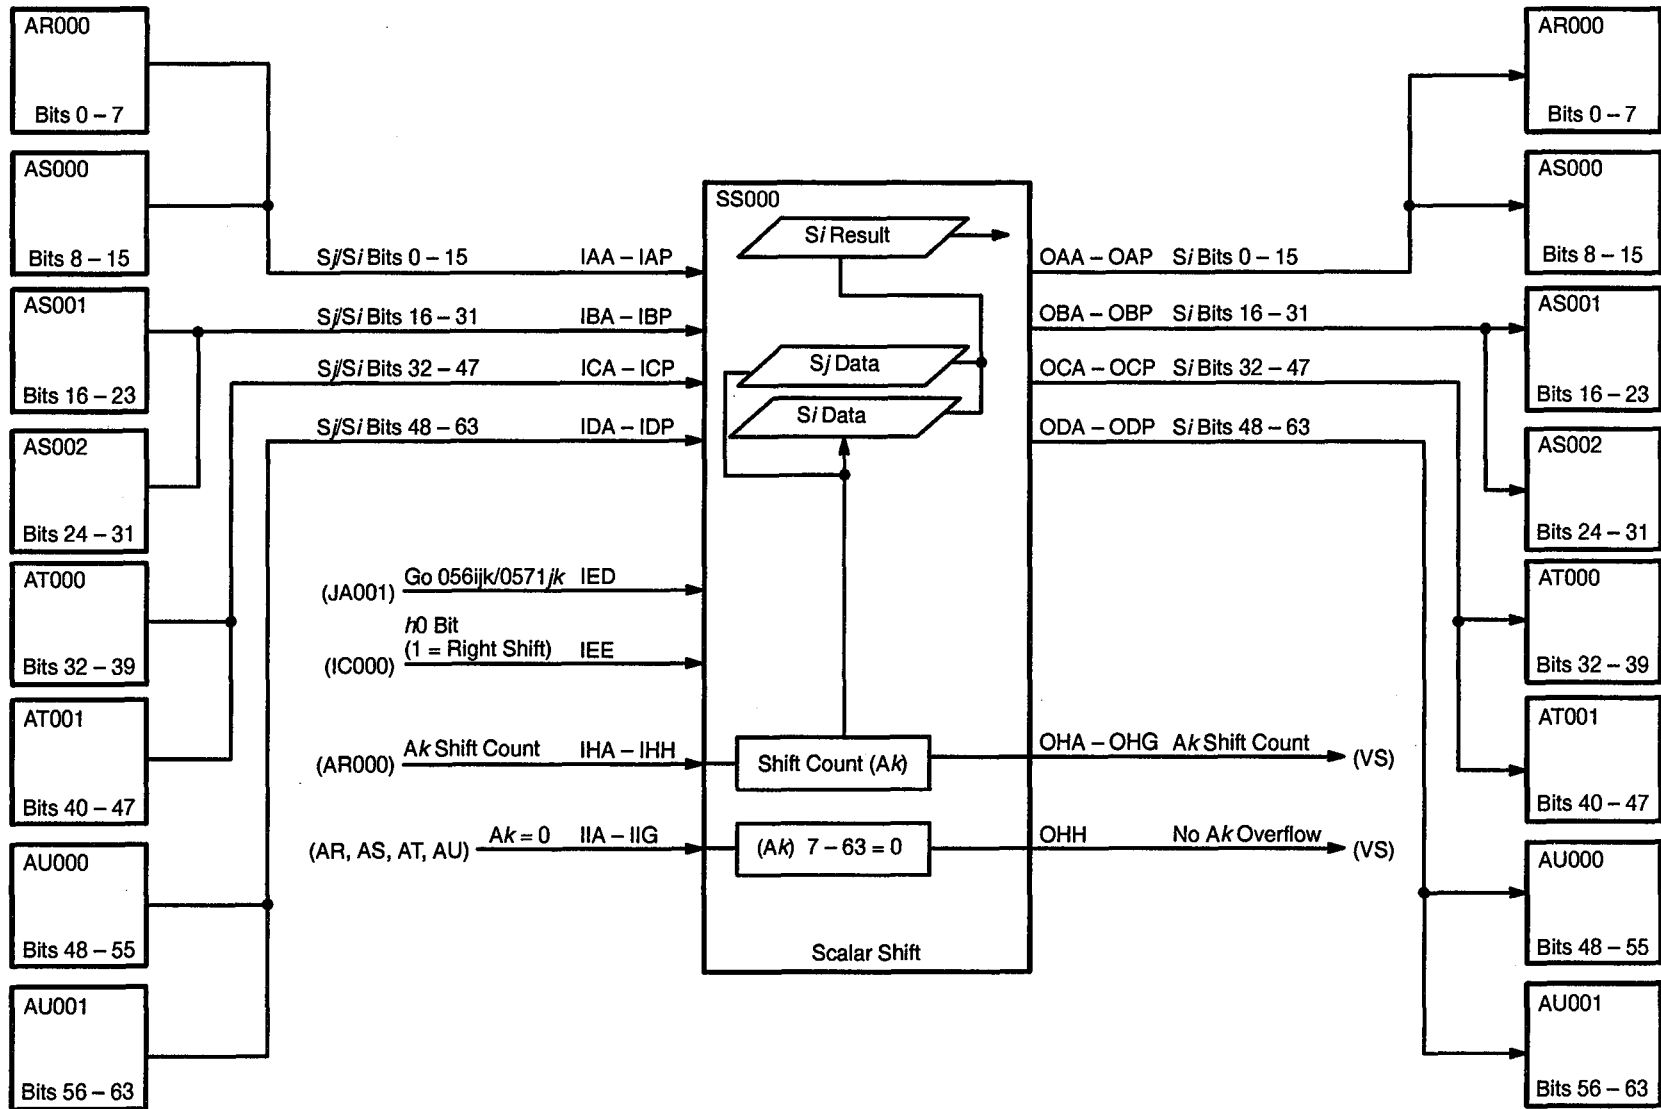 AR000
Bits 0 – 7
AS000
Bits 8 – 15
AS001
Bits 16 – 23
AS002
Bits 24 – 31
AT000
Bits 32 – 39
AT001
Bits 40 – 47
AU000
Bits 48 – 55
AU001
Bits 56 – 63
Sj/Si Bits 0 – 15 IAA – IAP
Sj/Si Bits 16 – 31 IBA – IBP
Sj/Si Bits 32 – 47 ICA – ICP
Sj/Si Bits 48 – 63 IDA – IDP
(JA001) Go 056ijk/0571jk IED
h0 Bit
(IC000) (1 = Right Shift) IEE
(AR000) Ak Shift Count IHA – IHH
(AR, AS, AT, AU) Ak = 0 IIA – IIG
SS000
Si Result
Sj Data
Si Data
Shift Count (Ak)
(Ak) 7 – 63 = 0
Scalar Shift
OAA – OAP Si Bits 0 – 15
OBA – OBP Si Bits 16 – 31
OCA – OCP Si Bits 32 – 47
ODA – ODP Si Bits 48 – 63
OHA – OHG Ak Shift Count (VS)
OHH No Ak Overflow (VS)
AR000
Bits 0 – 7
AS000
Bits 8 – 15
AS001
Bits 16 – 23
AS002
Bits 24 – 31
AT000
Bits 32 – 39
AT001
Bits 40 – 47
AU000
Bits 48 – 55
AU001
Bits 56 – 63